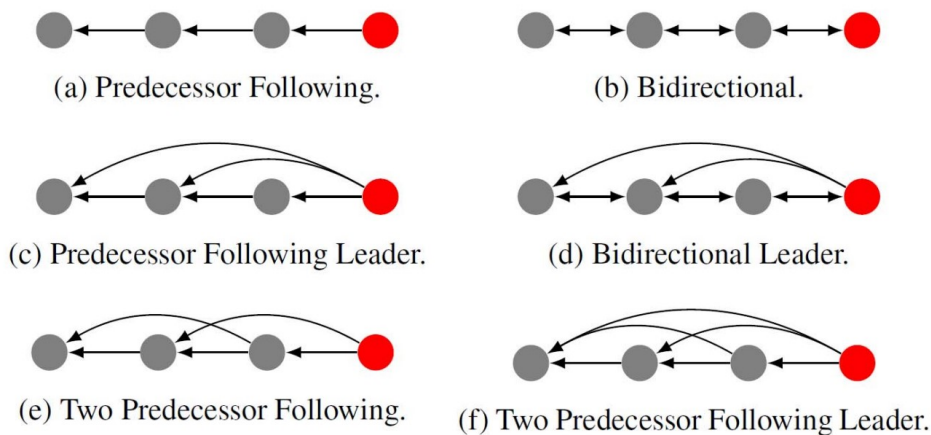 (a) Predecessor Following.
(b) Bidirectional.
(c) Predecessor Following Leader.
(d) Bidirectional Leader.
(e) Two Predecessor Following.
(f) Two Predecessor Following Leader.